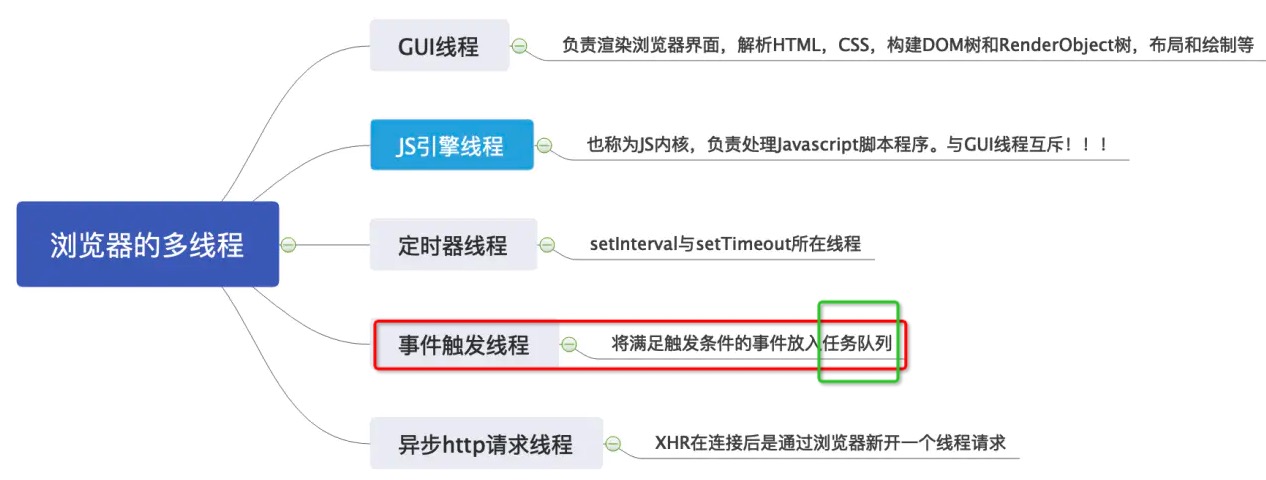 GUI线程
负责渲染浏览器界面，解析HTML，CSS，构建DOM树和RenderObject树，布局和绘制等
JS引擎线程
也称为JS内核，负责处理Javascript脚本程序。与GUI线程互斥！！！
浏览器的多线程
定时器线程
setInterval与setTimeout所在线程
事件触发线程
将满足触发条件的事件放入任务队列
异步http请求线程
XHR在连接后是通过浏览器新开一个线程请求